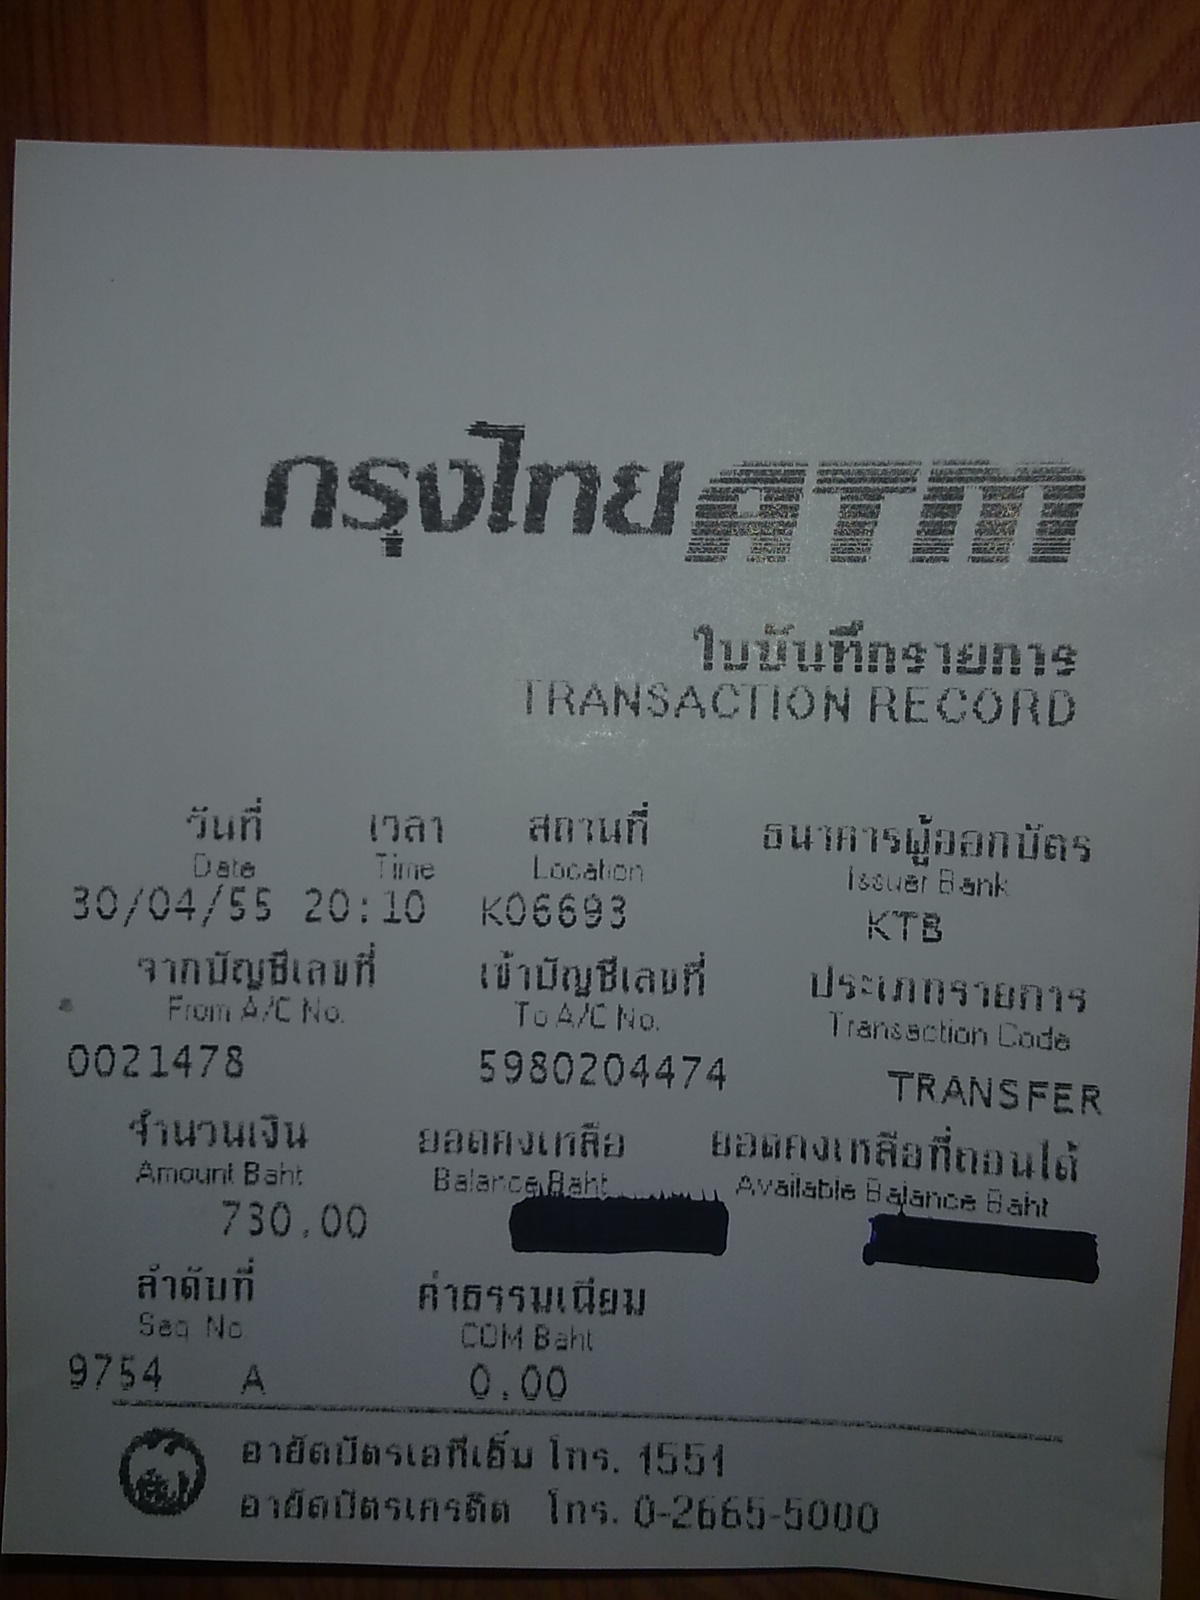 กรุงไทย ATM
ใบบันทึกรายการ
TRANSACTION RECORD
วันที่ เวลา สถานที่ ธนาคารผู้ออกบัตร
Date Time Location Issuer Bank
30/04/55 20:10 K06693 KTB
จากบัญชีเลขที่ เข้าบัญชีเลขที่ ประเภทรายการ
From A/C No. To A/C No. Transaction Code
0021478 5980204474 TRANSFER
จำนวนเงิน ยอดคงเหลือ ยอดคงเหลือที่ถอนได้
Amount Baht Balance Baht Available Balance Baht
730.00
ลำดับที่ ค่าธรรมเนียม
Seq No COM Baht
9754 A 0.00
อายัดบัตรเอทีเอ็ม โทร. 1551
อายัดบัตรเครดิต โทร. 0-2665-5000